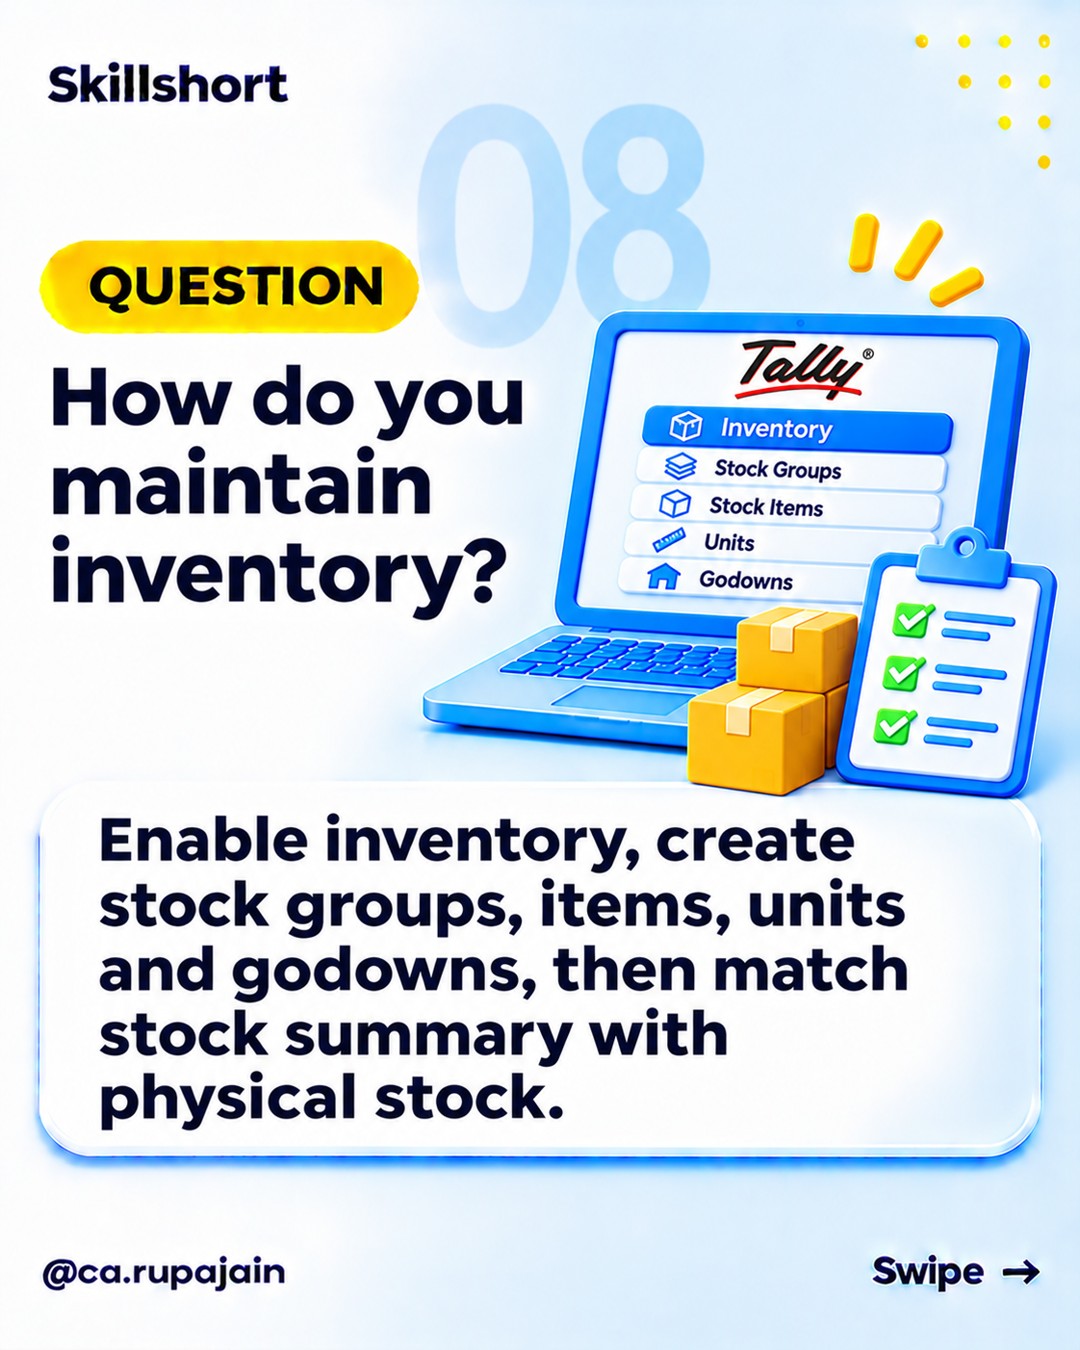 Skillshort
08
QUESTION
How do you
maintain
inventory?
Tally®
Inventory
Stock Groups
Stock Items
Units
Godowns
Enable inventory, create
stock groups, items, units
and godowns, then match
stock summary with
physical stock.
@ca.rupajain
Swipe →